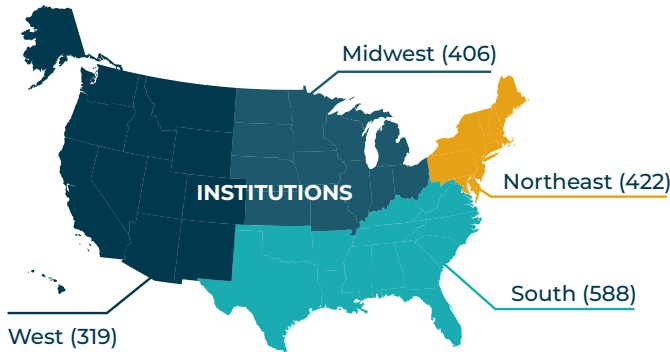 Midwest (406)
INSTITUTIONS
Northeast (422)
South (588)
West (319)